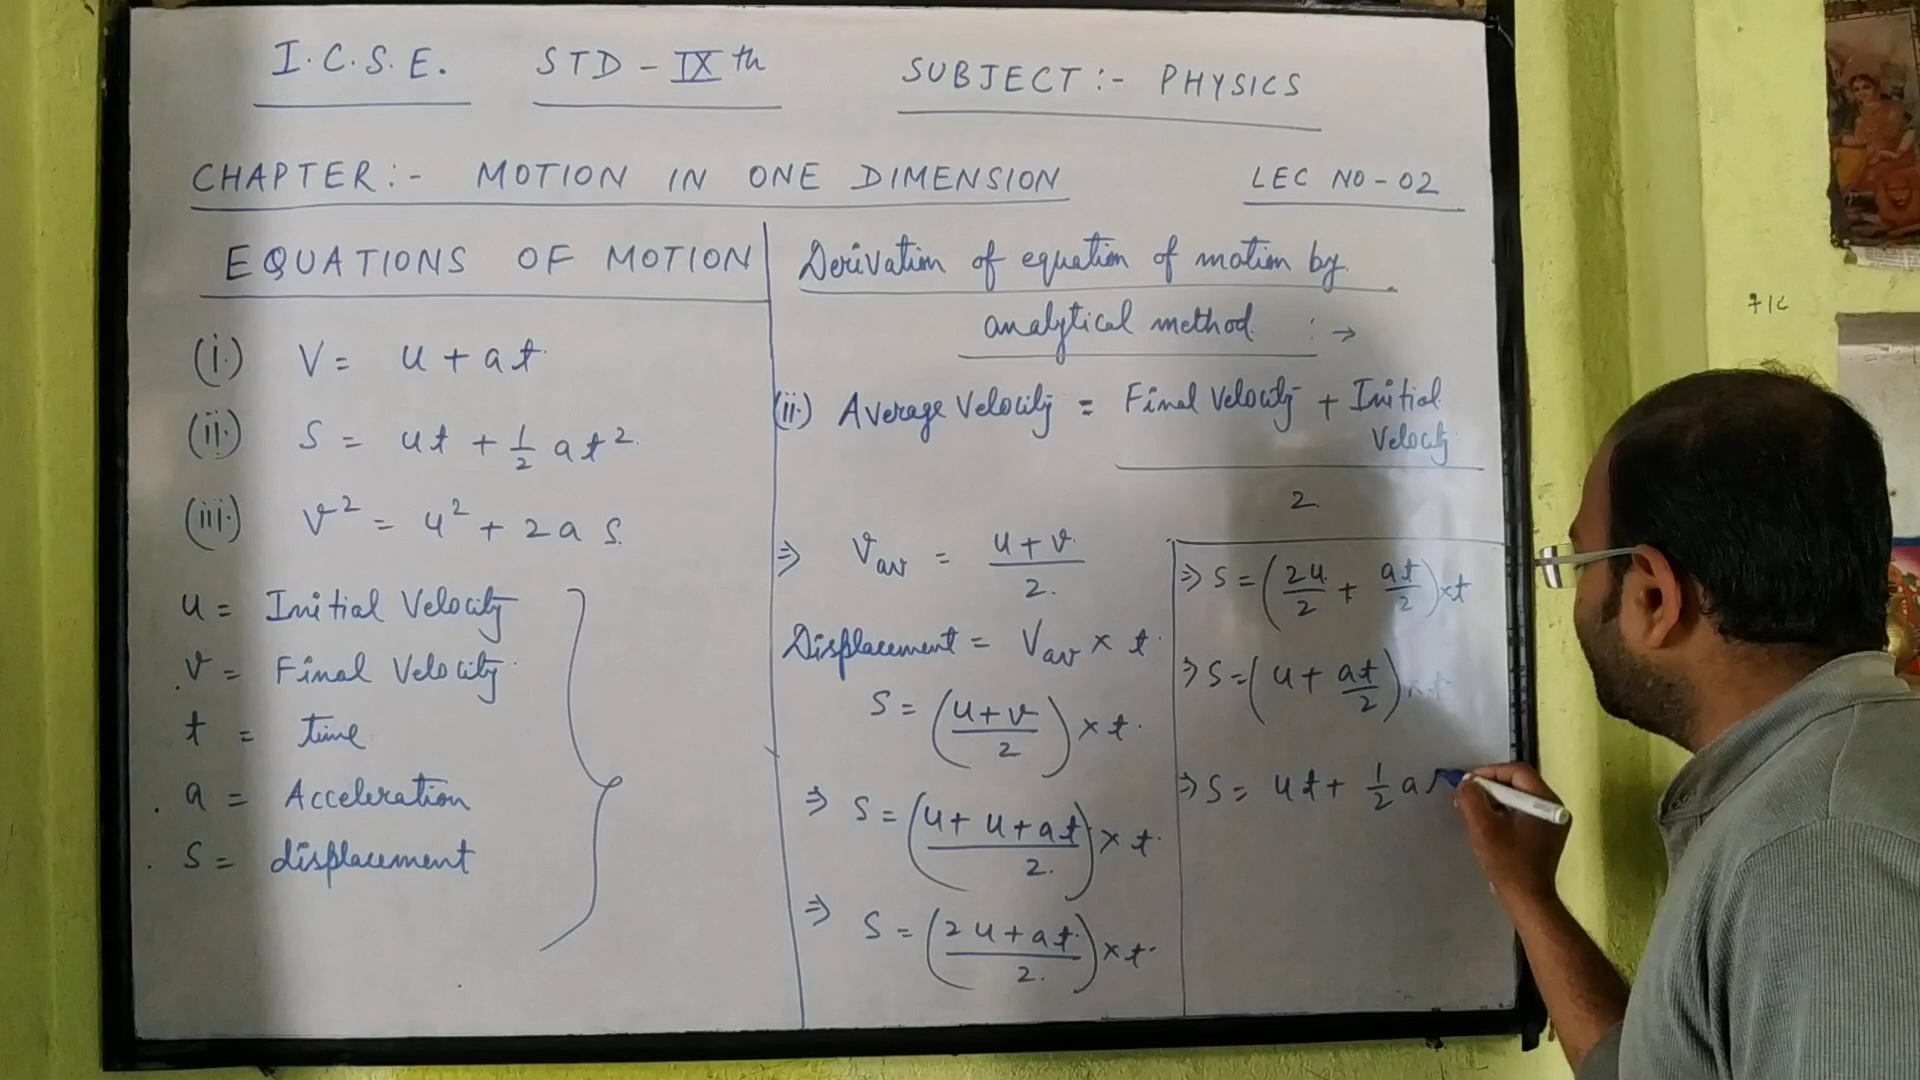 I.C.S.E. STD - IXth SUBJECT :- PHYSICS
CHAPTER :- MOTION IN ONE DIMENSION LEC NO - 02
EQUATIONS OF MOTION
(i.) V = u + at
(ii.) S = ut + 1/2 at²
(iii.) v² = u² + 2a S.
u = Initial Velocity
v = Final Velocity
t = time
a = Acceleration
S = displacement
Derivation of equation of motion by
analytical method : →
(ii.) Average Velocity = Final Velocity + Initial
Velocity
2
⇒ Vav = u + v / 2.
Displacement = Vav × t
S = (u + v / 2) × t.
⇒ S = (u + u + at / 2.) × t.
⇒ S = (2u + at / 2.) × t.
⇒ S = (2u / 2 + at / 2) × t
⇒ S = (u + at / 2) × t
⇒ S = ut + 1/2 a